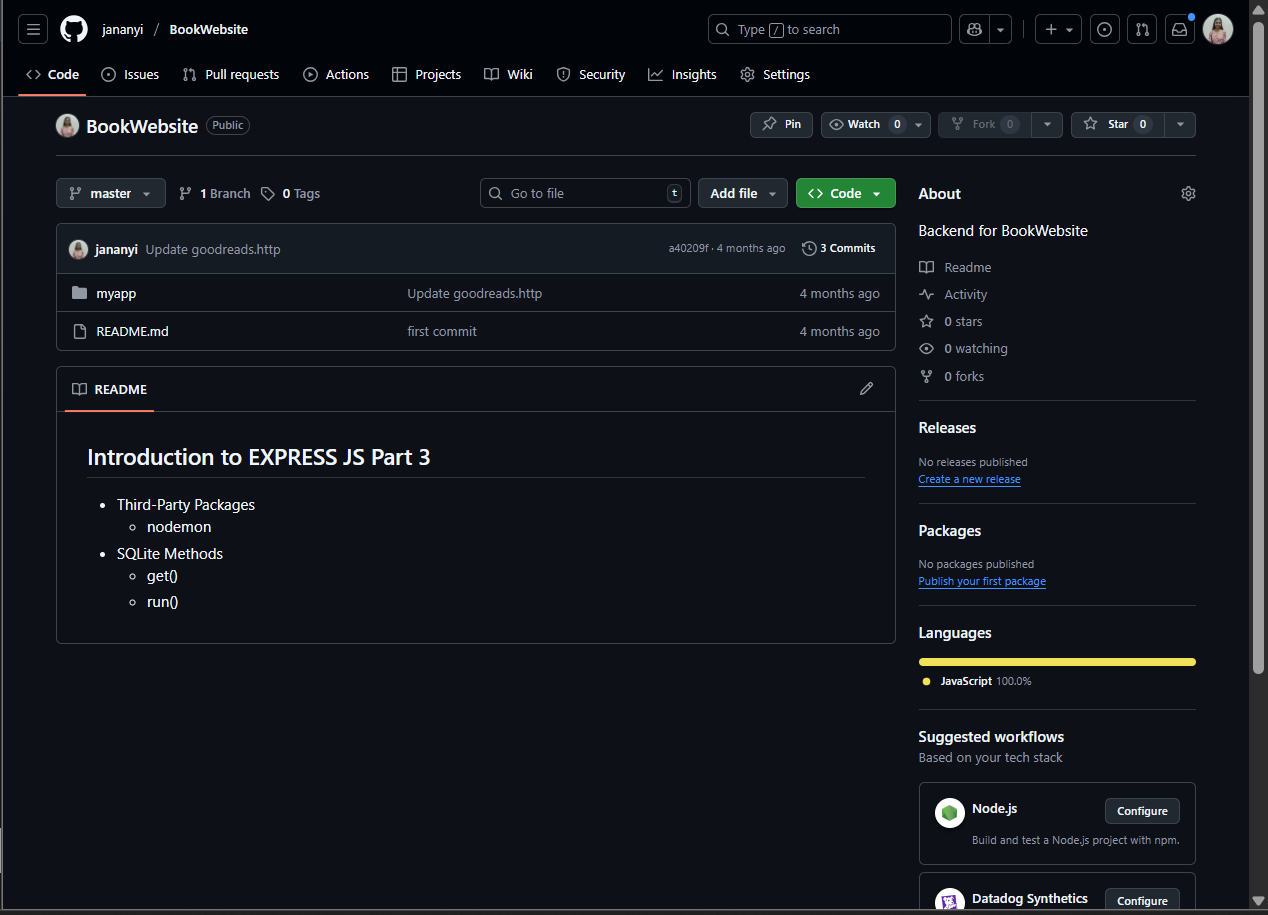 jananyi / BookWebsite
Type / to search
Code Issues Pull requests Actions Projects Wiki Security Insights Settings
BookWebsite Public
Pin Watch 0 Fork 0 Star 0
master 1 Branch 0 Tags
Go to file t Add file Code
jananyi Update goodreads.http a40209f · 4 months ago 3 Commits
myapp Update goodreads.http 4 months ago
README.md first commit 4 months ago
README
Introduction to EXPRESS JS Part 3
Third-Party Packages
nodemon
SQLite Methods
get()
run()
About
Backend for BookWebsite
Readme
Activity
0 stars
0 watching
0 forks
Releases
No releases published
Create a new release
Packages
No packages published
Publish your first package
Languages
JavaScript 100.0%
Suggested workflows
Based on your tech stack
Node.js Configure
Build and test a Node.js project with npm.
Datadog Synthetics Configure